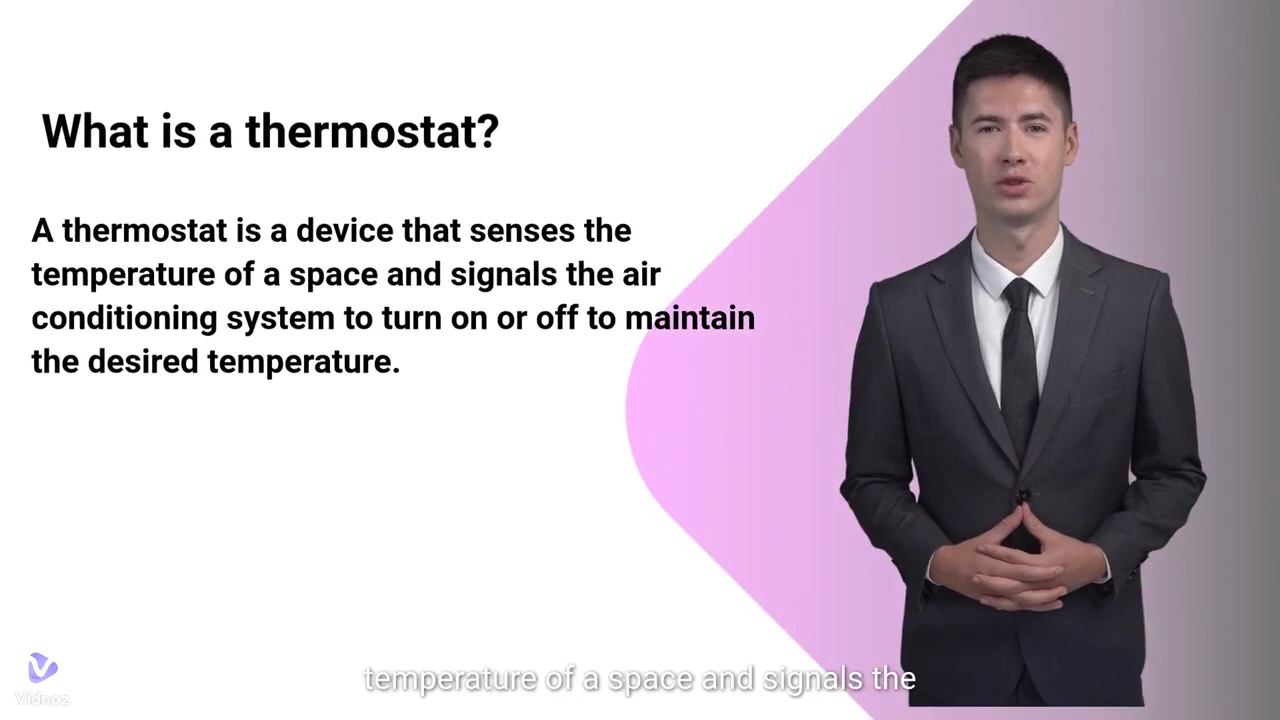 What is a thermostat?
A thermostat is a device that senses the
temperature of a space and signals the air
conditioning system to turn on or off to maintain
the desired temperature.
temperature of a space and signals the
Vidnoz